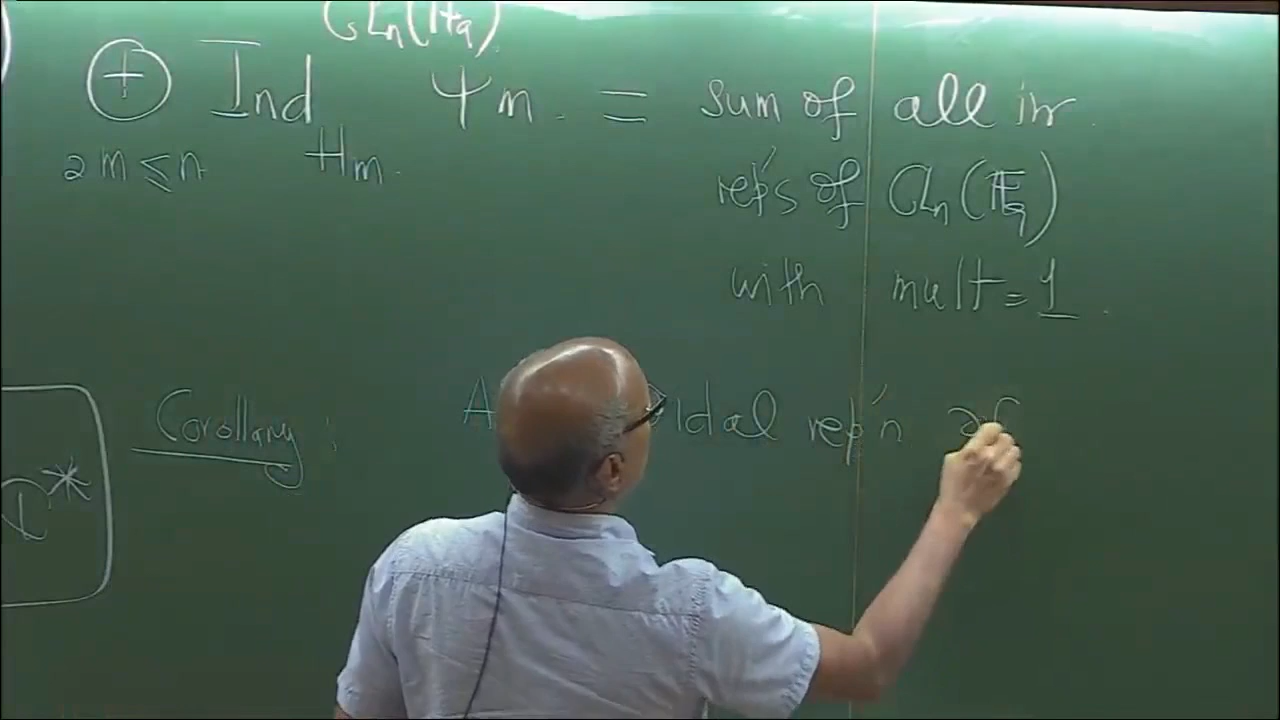 GLn(Fq)
⊕ Ind ψm = sum of all irr.
2m≤n Hm.
rep's of GLn(Fq)
with mult = 1.
Corollary: A idal rep'n of
C*